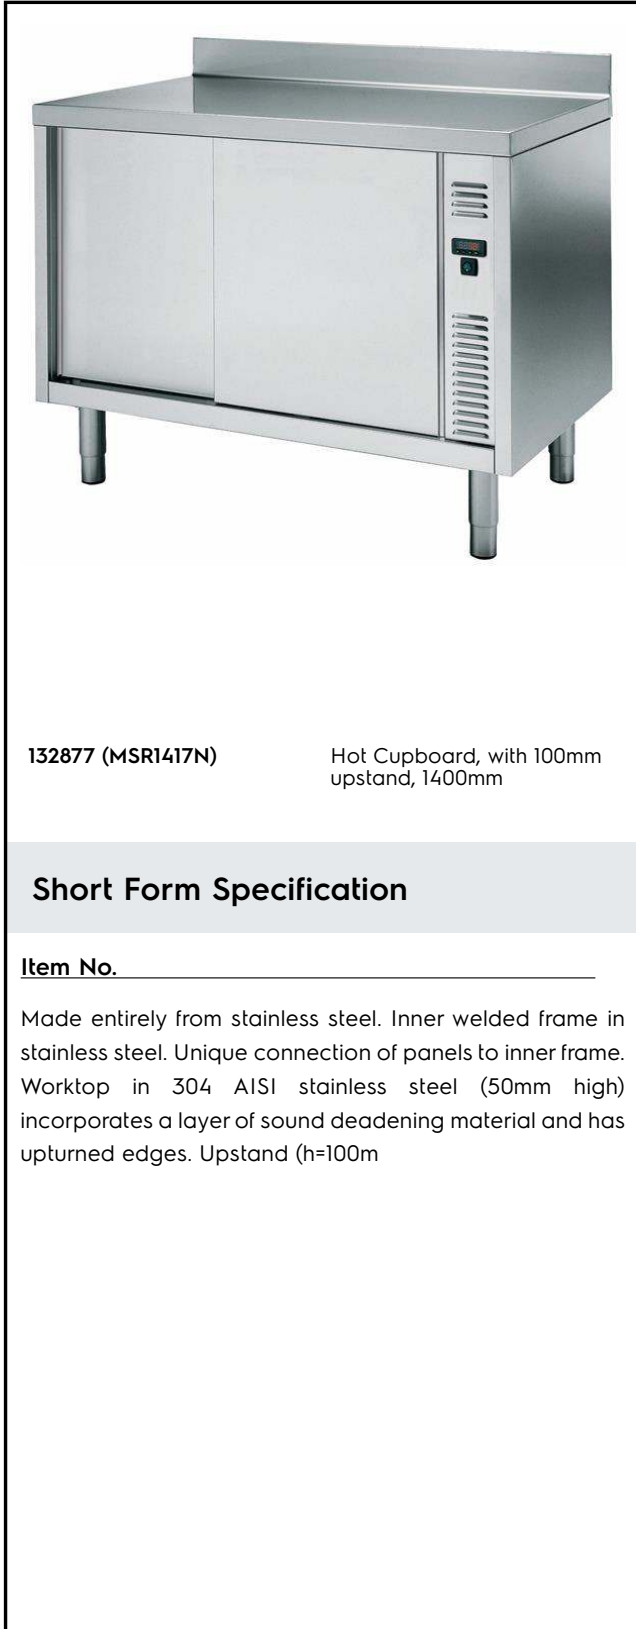 132877 (MSR1417N)
Hot Cupboard, with 100mm
upstand, 1400mm
Short Form Specification
Item No.
Made entirely from stainless steel. Inner welded frame in
stainless steel. Unique connection of panels to inner frame.
Worktop in 304 AISI stainless steel (50mm high)
incorporates a layer of sound deadening material and has
upturned edges. Upstand (h=100m